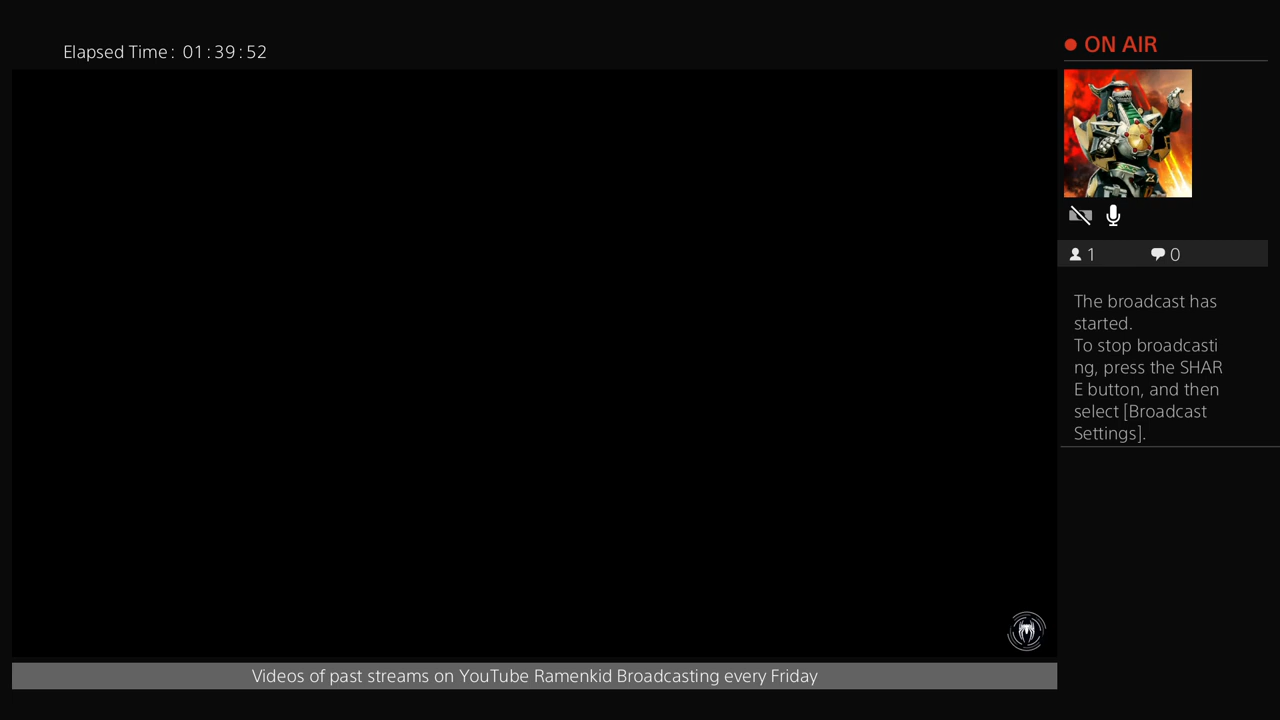 Elapsed Time: 01:39:52
ON AIR
1
0
The broadcast has
started.
To stop broadcasti
ng, press the SHAR
E button, and then
select [Broadcast
Settings].
Videos of past streams on YouTube Ramenkid Broadcasting every Friday